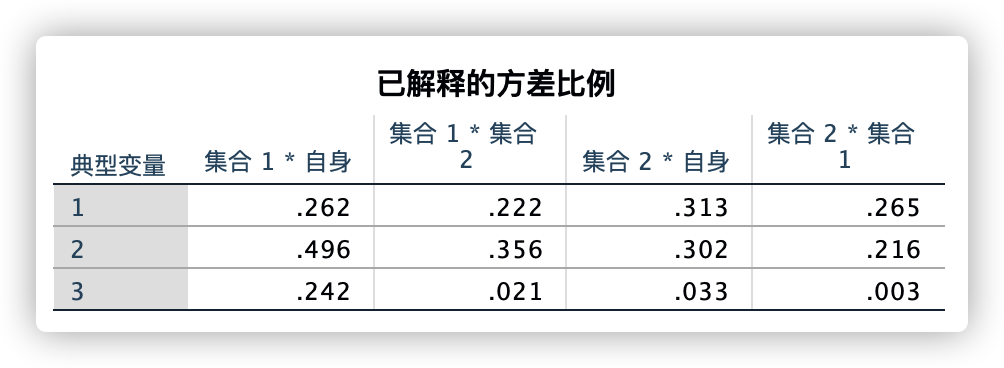 已解释的方差比例
典型变量 集合 1 * 自身 集合 1 * 集合 2 集合 2 * 自身 集合 2 * 集合 1
1 .262 .222 .313 .265
2 .496 .356 .302 .216
3 .242 .021 .033 .003